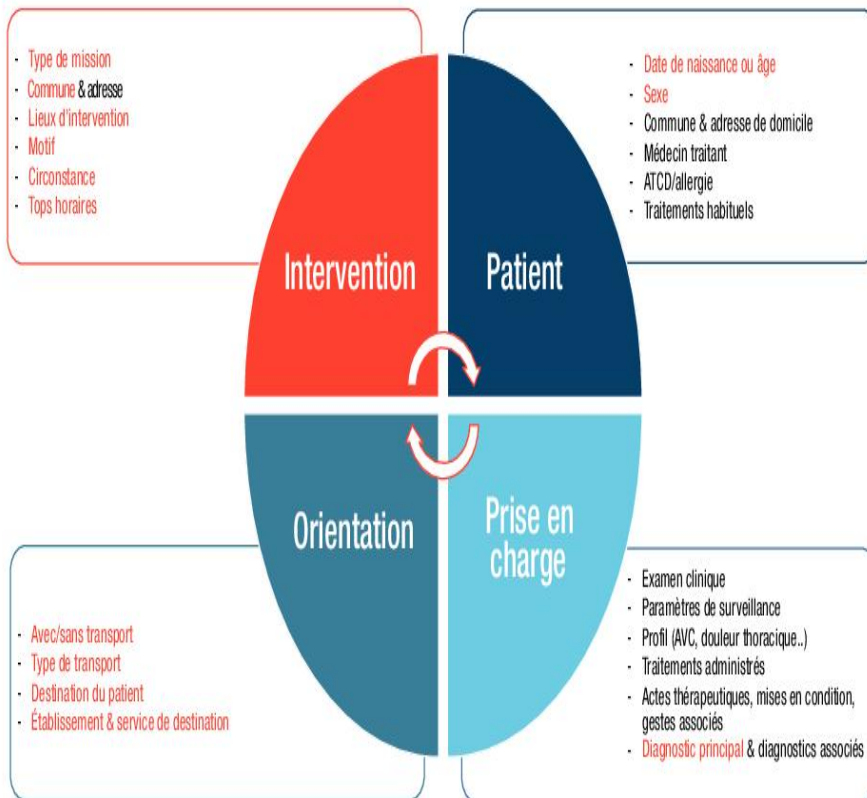 - Type de mission
- Commune & adresse
- Lieux d'intervention
- Motif
- Circonstance
- Tops horaires
- Date de naissance ou âge
- Sexe
- Commune & adresse de domicile
- Médecin traitant
- ATCD/allergie
- Traitements habituels
Intervention
Patient
Orientation
Prise en
charge
- Avec/sans transport
- Type de transport
- Destination du patient
- Établissement & service de destination
- Examen clinique
- Paramètres de surveillance
- Profil (AVC, douleur thoracique..)
- Traitements administrés
- Actes thérapeutiques, mises en condition,
gestes associés
- Diagnostic principal & diagnostics associés